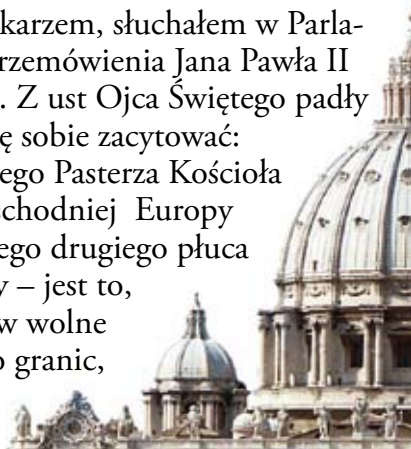 karzem, słuchałem w Parla-
rzemówienia Jana Pawła II
. Z ust Ojca Świętego padły
ę sobie zacytować:
ego Pasterza Kościoła
schodniej Europy
ego drugiego płuca
y – jest to,
w wolne
o granic,